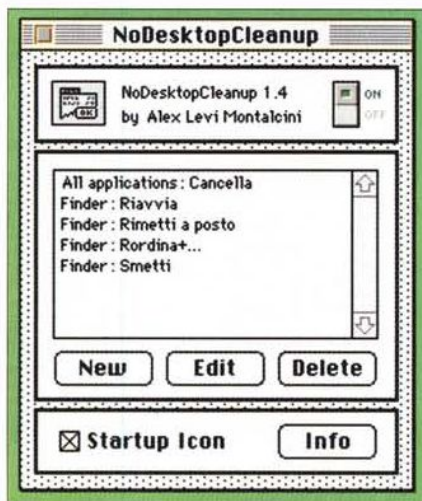 NoDesktopCleanup
NoDesktopCleanup 1.4
by Alex Levi Montalcini
ON
OFF
OK
All applications : Cancella
Finder : Riavvia
Finder : Rimetti a posto
Finder : Rordina+...
Finder : Smetti
New
Edit
Delete
Startup Icon
Info